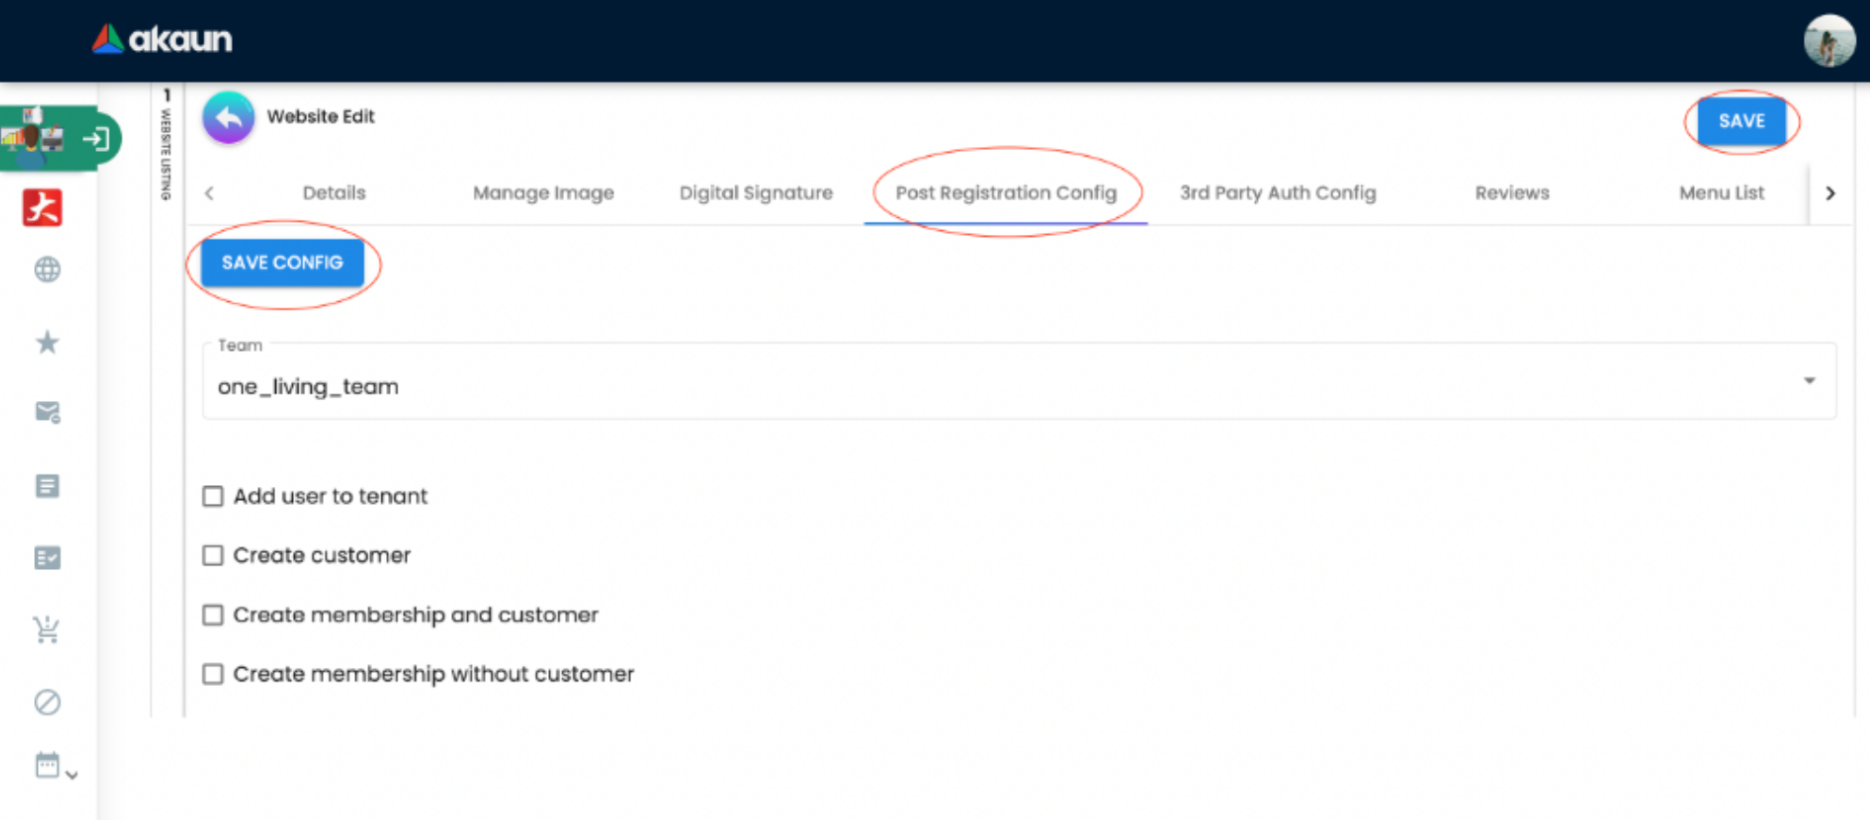 akaun
1 WEBSITE LISTING
Website Edit
SAVE
Details Manage Image Digital Signature Post Registration Config 3rd Party Auth Config Reviews Menu List
SAVE CONFIG
Team
one_living_team
Add user to tenant
Create customer
Create membership and customer
Create membership without customer